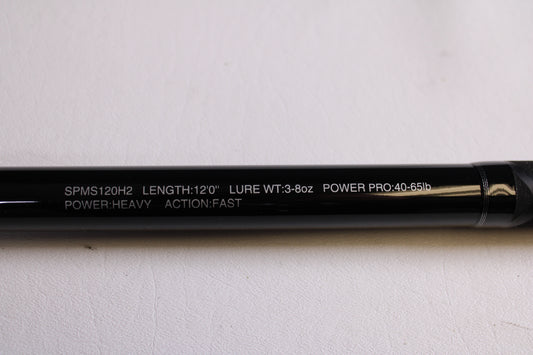 SPMS120H2 LENGTH:12'0" LURE WT:3-8oz POWER PRO:40-65lb
POWER:HEAVY ACTION:FAST